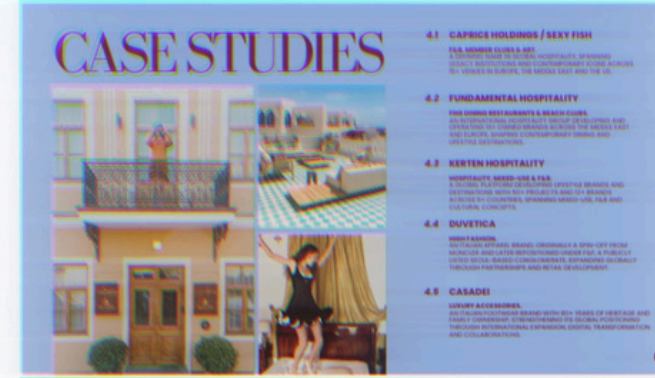 CASE STUDIES
4.1 CAPRICE HOLDINGS / SEXY FISH
F&B, MEMBER CLUBS & ART.
A DEFINING NAME IN GLOBAL HOSPITALITY, SPANNING
LEGACY INSTITUTIONS AND CONTEMPORARY ICONS ACROSS
15+ VENUES IN EUROPE, THE MIDDLE EAST AND THE US.
4.2 FUNDAMENTAL HOSPITALITY
FINE DINING RESTAURANTS & BEACH CLUBS.
AN INTERNATIONAL HOSPITALITY GROUP DEVELOPING AND
OPERATING OWNED BRANDS ACROSS THE MIDDLE EAST
AND EUROPE, SHAPING CONTEMPORARY DINING AND
LIFESTYLE DESTINATIONS.
4.3 KERTEN HOSPITALITY
HOSPITALITY, MIXED-USE & F&B.
A GLOBAL PLATFORM DEVELOPING LIFESTYLE BRANDS AND
DESTINATIONS WITH PROJECTS AND 12+ BRANDS
ACROSS COUNTRIES, SPANNING MIXED-USE, F&B AND
CULTURAL CONCEPTS.
4.4 DUVETICA
HIGH FASHION.
AN ITALIAN APPAREL BRAND, ORIGINALLY A SPIN-OFF FROM
MONCLER AND LATER REPOSITIONED UNDER F&F, A PUBLICLY
LISTED SEOUL-BASED CONGLOMERATE, EXPANDING GLOBALLY
THROUGH PARTNERSHIPS AND RETAIL DEVELOPMENT.
4.5 CASADEI
LUXURY ACCESSORIES.
AN ITALIAN FOOTWEAR BRAND WITH 60+ YEARS OF HERITAGE AND
FAMILY OWNERSHIP, STRENGTHENING ITS GLOBAL POSITIONING
THROUGH INTERNATIONAL EXPANSION, DIGITAL TRANSFORMATION
AND COLLABORATIONS.